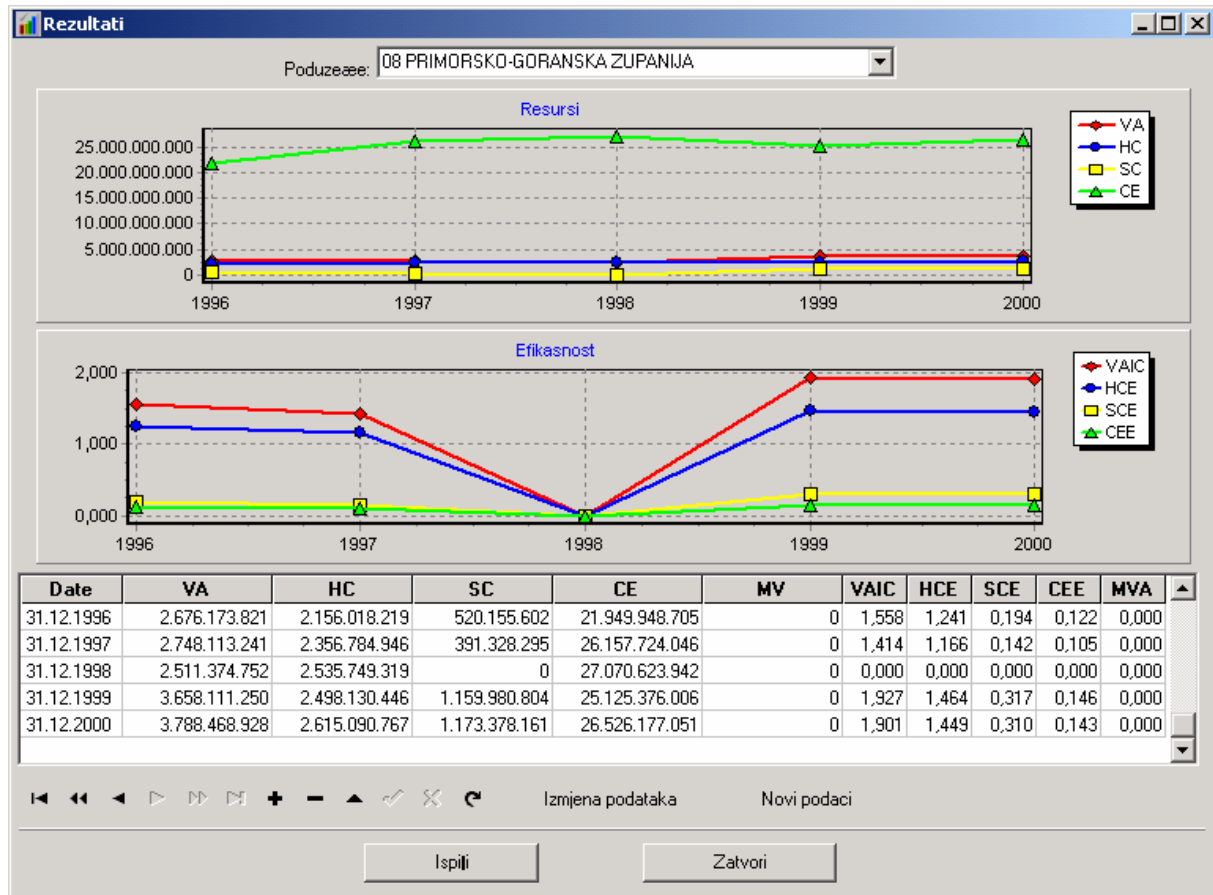 Rezultati
Poduzeæe: 08 PRIMORSKO-GORANSKA ZUPANIJA
Resursi
25.000.000.000
20.000.000.000
15.000.000.000
10.000.000.000
5.000.000.000
0
1996 1997 1998 1999 2000
VA
HC
SC
CE
Efikasnost
2,000
1,000
0,000
1996 1997 1998 1999 2000
VAIC
HCE
SCE
CEE
Date VA HC SC CE MV VAIC HCE SCE CEE MVA
31.12.1996 2.676.173.821 2.156.018.219 520.155.602 21.949.948.705 0 1,558 1,241 0,194 0,122 0,000
31.12.1997 2.748.113.241 2.356.784.946 391.328.295 26.157.724.046 0 1,414 1,166 0,142 0,105 0,000
31.12.1998 2.511.374.752 2.535.749.319 0 27.070.623.942 0 0,000 0,000 0,000 0,000 0,000
31.12.1999 3.658.111.250 2.498.130.446 1.159.980.804 25.125.376.006 0 1,927 1,464 0,317 0,146 0,000
31.12.2000 3.788.468.928 2.615.090.767 1.173.378.161 26.526.177.051 0 1,901 1,449 0,310 0,143 0,000
Izmjena podataka Novi podaci
Ispiši Zatvori